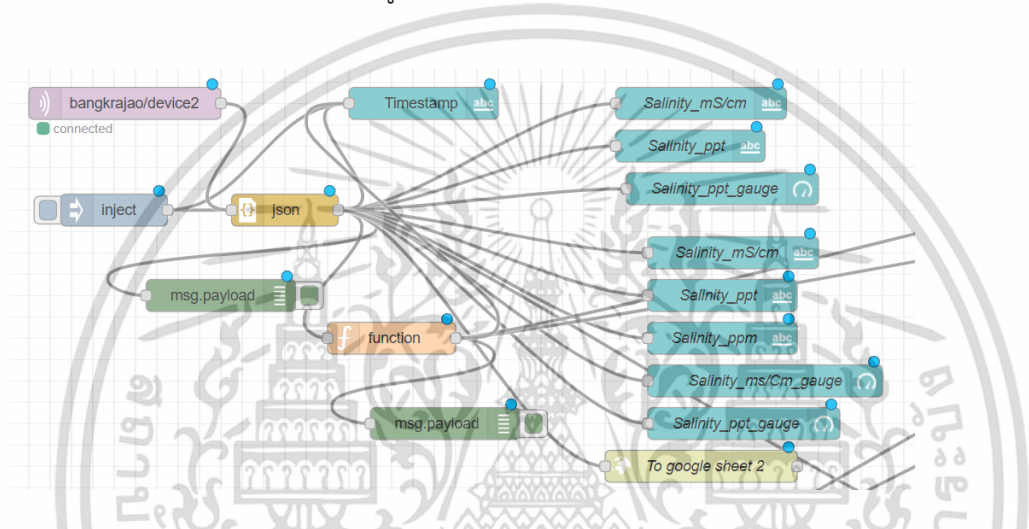 bangkrajao/device2
Timestamp
abc
Salinity_mS/cm
abc
connected
Salinity_ppt
abc
Salinity_ppt_gauge
inject
json
Salinity_mS/cm
abc
msg.payload
Salinity_ppt
abc
f
function
Salinity_ppm
abc
Salinity_ms/Cm_gauge
msg.payload
Salinity_ppt_gauge
To google sheet 2